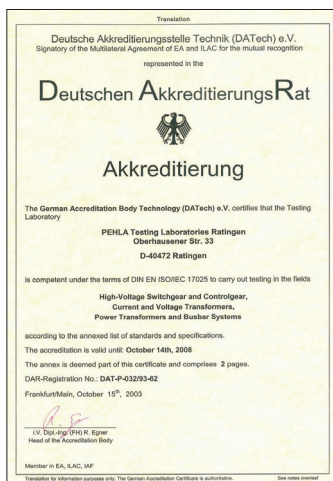 Translation
Deutsche Akkreditierungsstelle Technik (DATech) e.V.
Signatory of the Multilateral Agreement of EA and ILAC for the mutual recognition
represented in the
Deutschen AkkreditierungsRat
Akkreditierung
The German Accreditation Body Technology (DATech) e.V. certifies that the Testing
Laboratory
PEHLA Testing Laboratories Ratingen
Oberhausener Str. 33
D-40472 Ratingen
is competent under the terms of DIN EN ISO/IEC 17025 to carry out testing in the fields
High-Voltage Switchgear and Controlgear,
Current and Voltage Transformers,
Power Transformers and Busbar Systems
according to the annexed list of standards and specifications.
The accreditation is valid until: October 14th, 2008
The annex is deemed part of this certificate and comprises 2 pages.
DAR-Registration No.: DAT-P-032/93-62
Frankfurt/Main, October 15th, 2003
i.V. Dipl.-Ing. (FH) R. Egner
Head of the Accreditation Body
Member in EA, ILAC, IAF
Translation for information purposes only. The German Accreditation Certificate is authoritative. See notes overleaf